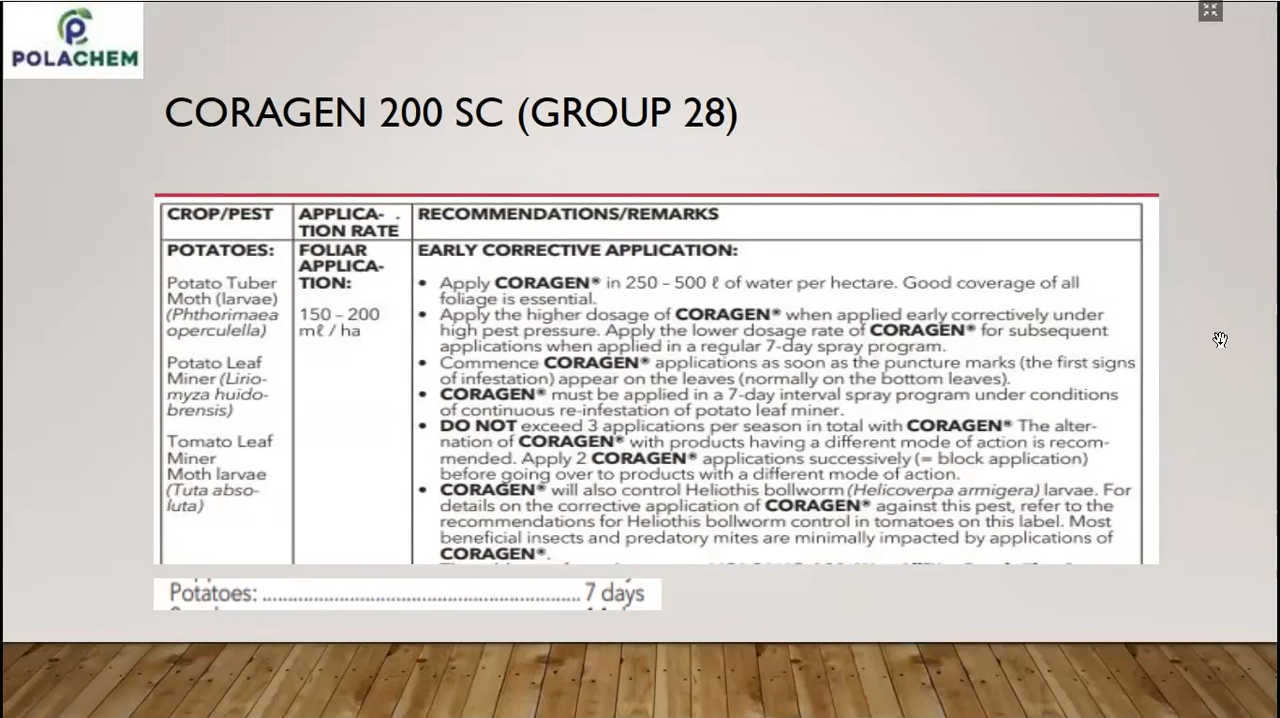 POLACHEM
CORAGEN 200 SC (GROUP 28)
CROP/PEST
APPLICA- .
TION RATE
RECOMMENDATIONS/REMARKS
POTATOES:
Potato Tuber
Moth (larvae)
(Phthorimaea
operculella)
Potato Leaf
Miner (Lirio-
myza huido-
brensis)
Tomato Leaf
Miner
Moth larvae
(Tuta abso-
luta)
FOLIAR
APPLICA-
TION:
150 – 200
mℓ / ha
EARLY CORRECTIVE APPLICATION:
• Apply CORAGEN® in 250 – 500 ℓ of water per hectare. Good coverage of all
foliage is essential.
• Apply the higher dosage of CORAGEN® when applied early correctively under
high pest pressure. Apply the lower dosage rate of CORAGEN® for subsequent
applications when applied in a regular 7-day spray program.
• Commence CORAGEN® applications as soon as the puncture marks (the first signs
of infestation) appear on the leaves (normally on the bottom leaves).
• CORAGEN® must be applied in a 7-day interval spray program under conditions
of continuous re-infestation of potato leaf miner.
• DO NOT exceed 3 applications per season in total with CORAGEN® The alter-
nation of CORAGEN® with products having a different mode of action is recom-
mended. Apply 2 CORAGEN® applications successively (= block application)
before going over to products with a different mode of action.
• CORAGEN® will also control Heliothis bollworm (Helicoverpa armigera) larvae. For
details on the corrective application of CORAGEN® against this pest, refer to the
recommendations for Heliothis bollworm control in tomatoes on this label. Most
beneficial insects and predatory mites are minimally impacted by applications of
CORAGEN®.
Potatoes: ................................................................ 7 days